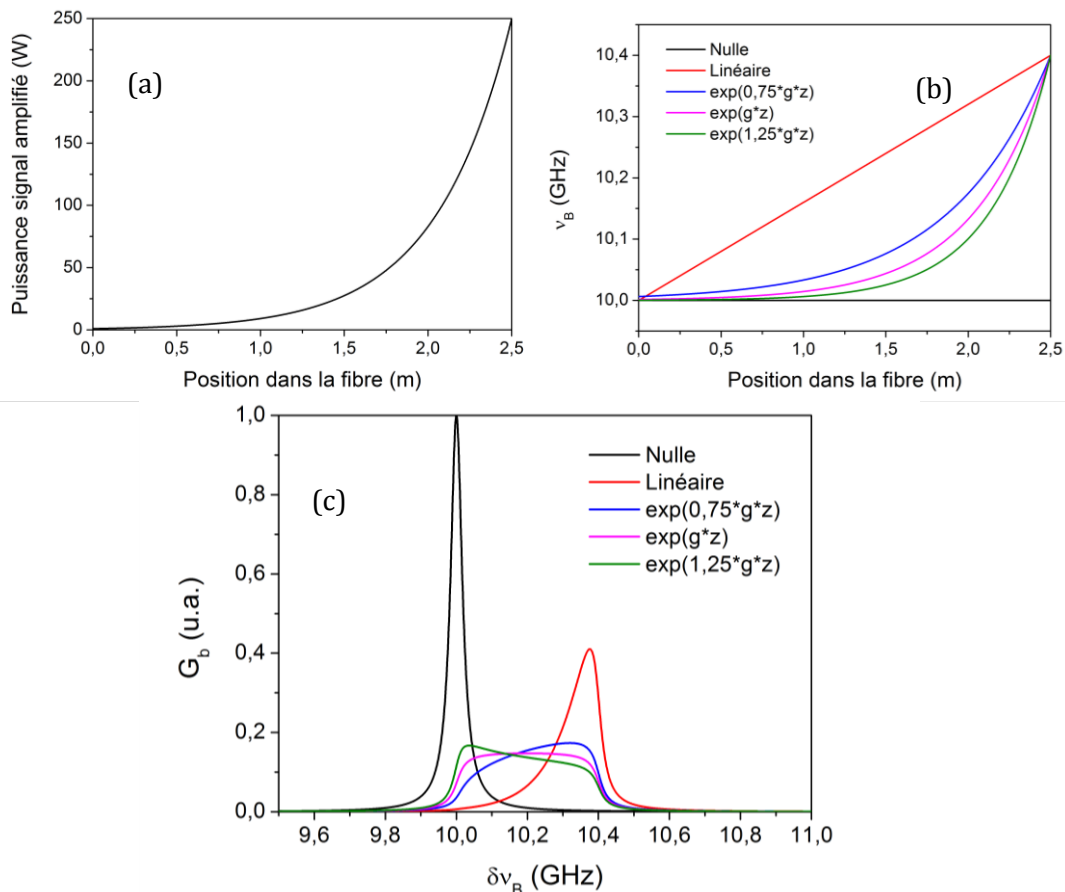 (a)
Puissance signal amplifié (W)
250
200
150
100
50
0
0,0 0,5 1,0 1,5 2,0 2,5
Position dans la fibre (m)
(b)
Nulle
Linéaire
exp(0,75*g*z)
exp(g*z)
exp(1,25*g*z)
ν_B (GHz)
10,4
10,3
10,2
10,1
10,0
0,0 0,5 1,0 1,5 2,0 2,5
Position dans la fibre (m)
(c)
Nulle
Linéaire
exp(0,75*g*z)
exp(g*z)
exp(1,25*g*z)
G_b (u.a.)
1,0
0,8
0,6
0,4
0,2
0,0
9,6 9,8 10,0 10,2 10,4 10,6 10,8 11,0
δν_B (GHz)